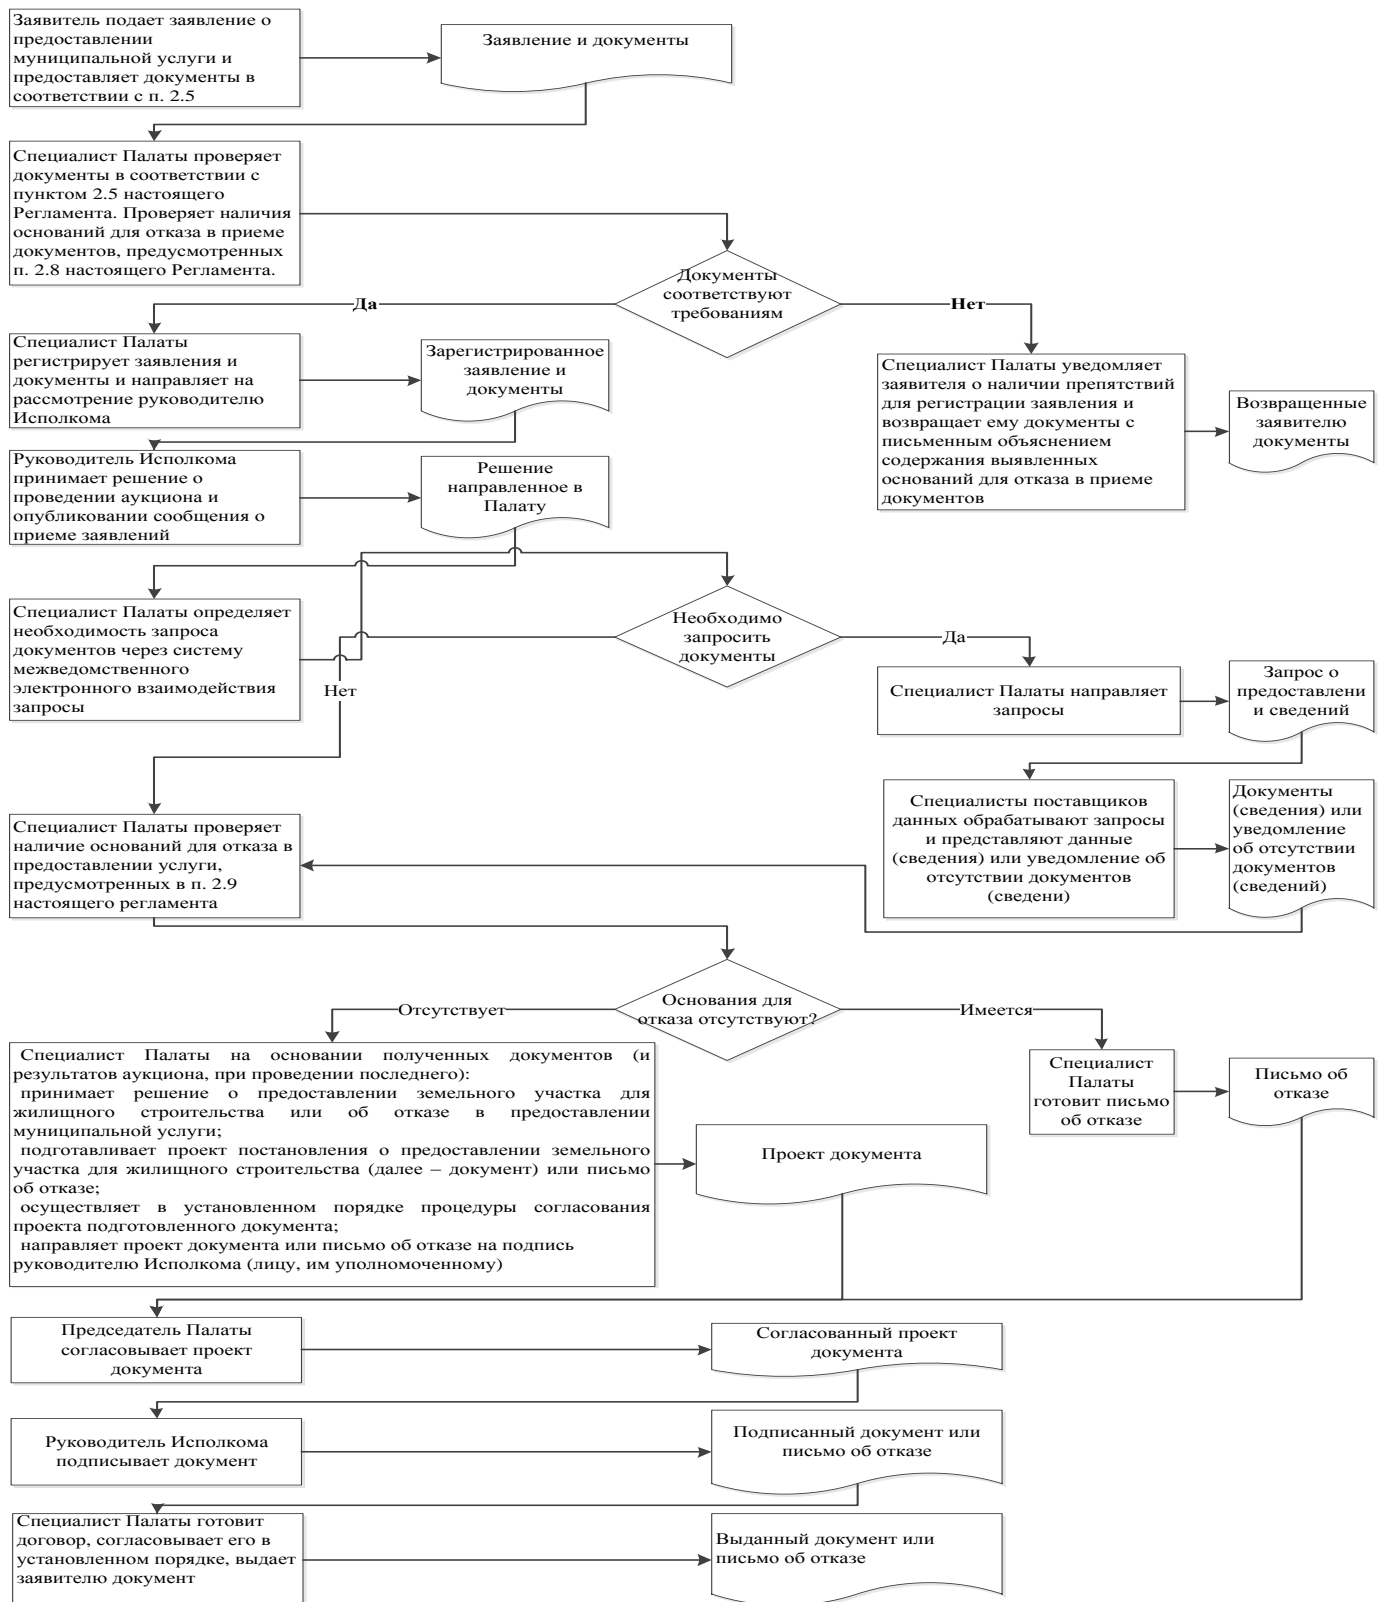 Заявитель подает заявление о
предоставлении
муниципальной услуги и
предоставляет документы в
соответствии с п. 2.5
Заявление и документы
Специалист Палаты проверяет
документы в соответствии с
пунктом 2.5 настоящего
Регламента. Проверяет наличия
оснований для отказа в приеме
документов, предусмотренных
п. 2.8 настоящего Регламента.
Документы
соответствуют
требованиям
Да
Нет
Специалист Палаты
регистрирует заявления и
документы и направляет на
рассмотрение руководителю
Исполкома
Зарегистрированное
заявление и
документы
Специалист Палаты уведомляет
заявителя о наличии препятствий
для регистрации заявления и
возвращает ему документы с
письменным объяснением
содержания выявленных
оснований для отказа в приеме
документов
Возвращенные
заявителю
документы
Руководитель Исполкома
принимает решение о
проведении аукциона и
опубликовании сообщения о
приеме заявлений
Решение
направленное в
Палату
Специалист Палаты определяет
необходимость запроса
документов через систему
межведомственного
электронного взаимодействия
запросы
Необходимо
запросить
документы
Да
Нет
Специалист Палаты направляет
запросы
Запрос о
предоставлени
и сведений
Специалисты поставщиков
данных обрабатывают запросы
и представляют данные
(сведения) или уведомление об
отсутствии документов
(сведени)
Документы
(сведения) или
уведомление
об отсутствии
документов
(сведений)
Специалист Палаты проверяет
наличие оснований для отказа в
предоставлении услуги,
предусмотренных в п. 2.9
настоящего регламента
Основания для
отказа отсутствуют?
Отсутствует
Имеется
Специалист Палаты на основании полученных документов (и
результатов аукциона, при проведении последнего):
принимает решение о предоставлении земельного участка для
жилищного строительства или об отказе в предоставлении
муниципальной услуги;
подготавливает проект постановления о предоставлении земельного
участка для жилищного строительства (далее – документ) или письмо
об отказе;
осуществляет в установленном порядке процедуры согласования
проекта подготовленного документа;
направляет проект документа или письмо об отказе на подпись
руководителю Исполкома (лицу, им уполномоченному)
Проект документа
Специалист
Палаты
готовит письмо
об отказе
Письмо об
отказе
Председатель Палаты
согласовывает проект
документа
Согласованный проект
документа
Руководитель Исполкома
подписывает документ
Подписанный документ или
письмо об отказе
Специалист Палаты готовит
договор, согласовывает его в
установленном порядке, выдает
заявителю документ
Выданный документ или
письмо об отказе